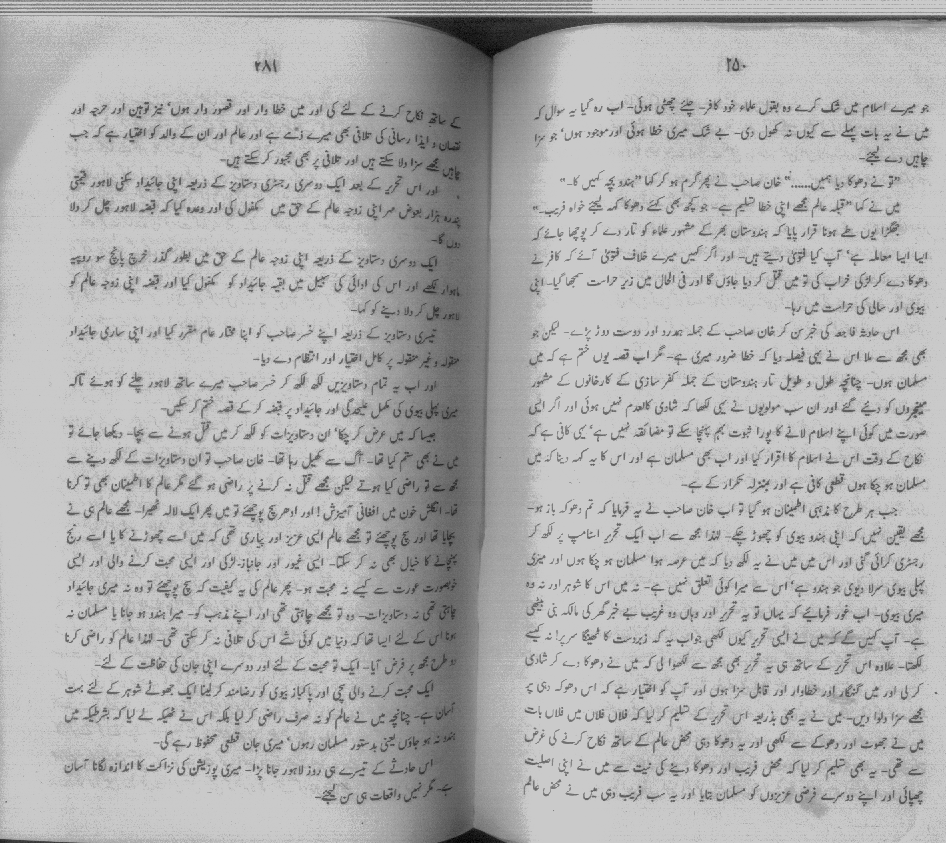 ۲۵۰
جو میرے اسلام میں شک کرے وہ بقول علماء خود کافر۔ چلئے چھٹی ہوئی۔ اب رہ گیا یہ سوال کہ
میں نے یہ بات پہلے سے کیوں نہ کھول دی۔ بے شک میری خطا ہوئی اور موجود ہوں‘ جو سزا
چاہیں دے لیجئے۔
”تو نے دھوکا دیا ہمیں......“ خان صاحب نے پھر گرم ہو کر کہا ”ہندو بچہ کہیں کا۔“
میں نے کہا ”قبلہ عالم مجھے اپنی خطا تسلیم ہے۔ جو کچھ بھی کہئے دھوکا کہہ لیجئے خواہ فریب۔“
جھگڑا یوں طے ہونا قرار پایا کہ ہندوستان بھر کے مشہور علماء کو تار دے کر پوچھا جائے کہ
ایسا ایسا معاملہ ہے‘ آپ کیا فتویٰ دیتے ہیں۔ اور اگر کہیں میرے خلاف فتویٰ آئے کہ کافر نے
دھوکا دے کر لڑکی خراب کی تو میں قتل کر دیا جاؤں گا اور فی الحال میں زیر حراست سمجھا گیا۔ اپنی
بیوی اور سالی کی حراست میں رہا۔
اس حادثہ فاجعہ کی خبر سن کر خان صاحب کے جملہ ہمدرد اور دوست دوڑ پڑے۔ لیکن جو
بھی مجھ سے ملا اس نے یہی فیصلہ دیا کہ خطا ضرور میری ہے۔ مگر اب قصہ یوں ختم ہے کہ میں
مسلمان ہوں۔ چنانچہ طول و طویل تار ہندوستان کے جملہ کفر سازی کے کارخانوں کے مشہور
مینجروں کو دئیے گئے اور ان سب مولویوں نے یہی لکھا کہ شادی کالعدم نہیں ہوئی اور اگر ایسی
صورت میں کوئی اپنے اسلام لانے کا پورا ثبوت بہم پہنچا سکے تو مضائقہ نہیں ہے‘ یہی کافی ہے کہ
نکاح کے وقت اس نے اسلام کا اقرار کیا اور اب بھی مسلمان ہے اور اس کا یہ کہہ دینا کہ میں
مسلمان ہو چکا ہوں قطعی کافی ہے اور بمنزلہ تکرار کے ہے۔
جب ہر طرح کا مذہبی اطمینان ہو گیا تو اب خان صاحب نے یہ فرمایا کہ تم دھوکہ باز ہو۔
مجھے یقین نہیں کہ اپنی ہندو بیوی کو چھوڑ چکے۔ لہٰذا مجھ سے اب ایک تحریر اسٹامپ پر لکھ کر
رجسٹری کرائی گئی اور اس میں میں نے یہ لکھ دیا کہ میں عرصہ ہوا مسلمان ہو چکا ہوں اور میری
پہلی بیوی سرلا دیوی جو ہندو ہے‘ اس سے میرا کوئی تعلق نہیں ہے۔ نہ میں اس کا شوہر اور نہ وہ
میری بیوی۔ اب غور فرمائیے کہ یہاں تو یہ تحریر اور وہاں وہ غریب بے خبر گھر کی مالکہ بنی بیٹھی
ہے۔ آپ کہیں گے کہ میں نے ایسی تحریر کیوں لکھی جواب یہ کہ زبردست کا ٹھینگا سر پر! نہ کیسے
لکھتا۔ علاوہ اس تحریر کے ساتھ ہی یہ تحریر بھی مجھ سے لکھوا لی کہ میں نے دھوکا دے کر شادی
کر لی اور میں گنہگار اور خطاوار اور قابل سزا ہوں اور آپ کو اختیار ہے کہ اس دھوکہ دہی پر
مجھے سزا دلوا دیں۔ میں نے یہ بھی بذریعہ اس تحریر کے تسلیم کر لیا کہ فلاں فلاں میں فلاں بات
میں نے جھوٹ اور دھوکے سے لکھی اور یہ دھوکا دہی محض عالم کے ساتھ نکاح کرنے کی غرض
سے تھی۔ یہ بھی تسلیم کر لیا کہ محض فریب اور دھوکا دینے کی نیت سے میں نے اپنی اصلیت
چھپائی اور اپنے دوسرے فرضی عزیزوں کو مسلمان بتایا اور یہ سب فریب دہی میں نے محض عالم
۲۸۱
کے ساتھ نکاح کرنے کے لئے کی اور میں خطا وار اور قصور وار ہوں‘ نیز توہین اور حرجہ اور
نقصان و ایذا رسانی کی تلافی بھی میرے ذمے ہے اور عالم اور ان کے والد کو اختیار ہے کہ جب
چاہیں مجھے سزا دلا سکتے ہیں اور تلافی پر بھی مجبور کر سکتے ہیں۔
اور اس تحریر کے بعد ایک دوسری رجسٹری دستاویز کے ذریعہ اپنی جائیداد سکنی لاہور قیمتی
پندرہ ہزار بعوض مہر اپنی زوجہ عالم کے حق میں مکفول کی اور وعدہ کیا کہ قبضہ لاہور چل کر دلا
دوں گا۔
ایک دوسری دستاویز کے ذریعہ اپنی زوجہ عالم کے حق میں بطور گذر خرچ پانچ سو روپیہ
ماہوار لکھے اور اس کی ادائی کی سبیل میں بقیہ جائیداد کو مکفول کیا اور قبضہ اپنی زوجہ عالم کو
لاہور چل کر دلا دینے کو کہا۔
تیسری دستاویز کے ذریعہ اپنے خسر صاحب کو اپنا مختار عام مقرر کیا اور اپنی ساری جائیداد
منقولہ و غیر منقولہ پر کامل اختیار اور انتظام دے دیا۔
اور اب یہ تمام دستاویزیں لکھ لکھ کر خسر صاحب میرے ساتھ لاہور چلنے کو ہوئے تاکہ
میری پہلی بیوی کی مکمل علیحدگی اور جائیداد پر قبضہ کر کے قصہ ختم کر سکیں۔
جیسا کہ میں عرض کر چکا‘ ان دستاویزات کو لکھ کر میں قتل ہونے سے بچا۔ دیکھا جائے تو
میں نے بھی ستم کیا تھا۔ آگ سے کھیل رہا تھا۔ خان صاحب تو ان دستاویزات کے لکھ دینے سے
مجھ سے تو راضی کیا ہوتے لیکن مجھے قتل نہ کرنے پر راضی ہو گئے مگر عالم کا اطمینان بھی تو کرنا
تھا۔ انگلش خون میں افغانی آمیزش! اور ادھر سچ پوچھئے تو میں پھر ایک لالہ ٹھہرا۔ مجھے عالم ہی نے
بچایا تھا اور سچ پوچھئے تو مجھے عالم ایسی عزیز اور پیاری تھی کہ میں اسے چھوڑنے کا یا اسے رنج
پہنچانے کا خیال بھی نہ کر سکتا۔ ایسی غیور اور جانباز لڑکی اور ایسی محبت کرنے والی اور ایسی
خوبصورت عورت سے کیسے نہ محبت ہو۔ پھر عالم کی یہ کیفیت کہ سچ پوچھئے تو وہ نہ میری جائیداد
چاہتی تھی نہ دستاویزات۔ وہ تو مجھے چاہتی تھی اور اپنے مذہب کو۔ میرا ہندو ہو جانا یا مسلمان نہ
ہونا اس کے لئے ایسا تھا کہ دنیا میں کوئی شے اس کی تلافی نہ کر سکتی تھی۔ لہٰذا عالم کو راضی کرنا
دو طرح مجھ پر فرض آیا۔ ایک تو محبت کے لئے اور دوسرے اپنی جان کی حفاظت کے لئے۔
ایک محبت کرنے والی سچی اور پاکباز بیوی کو رضامند کر لینا ایک جھوٹے شوہر کے لئے بہت
آسان ہے۔ چنانچہ میں نے عالم کو نہ صرف راضی کر لیا بلکہ اس نے ٹھیکہ لے لیا کہ بشرطیکہ میں
ہندو نہ ہو جاؤں یعنی بدستور مسلمان رہوں‘ میری جان قطعی محفوظ رہے گی۔
اس حادثے کے تیسرے ہی روز لاہور جانا پڑا۔ میری پوزیشن کی نزاکت کا اندازہ لگانا آسان
ہے۔ مگر نہیں واقعات ہی سن لیجئے۔